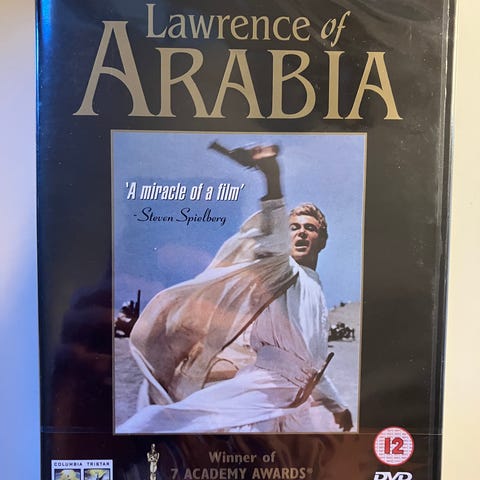 Lawrence of
ARABIA
'A miracle of a film'
-Steven Spielberg
12
Winner of
7 ACADEMY AWARDS®
COLUMBIA TRISTAR
DVD